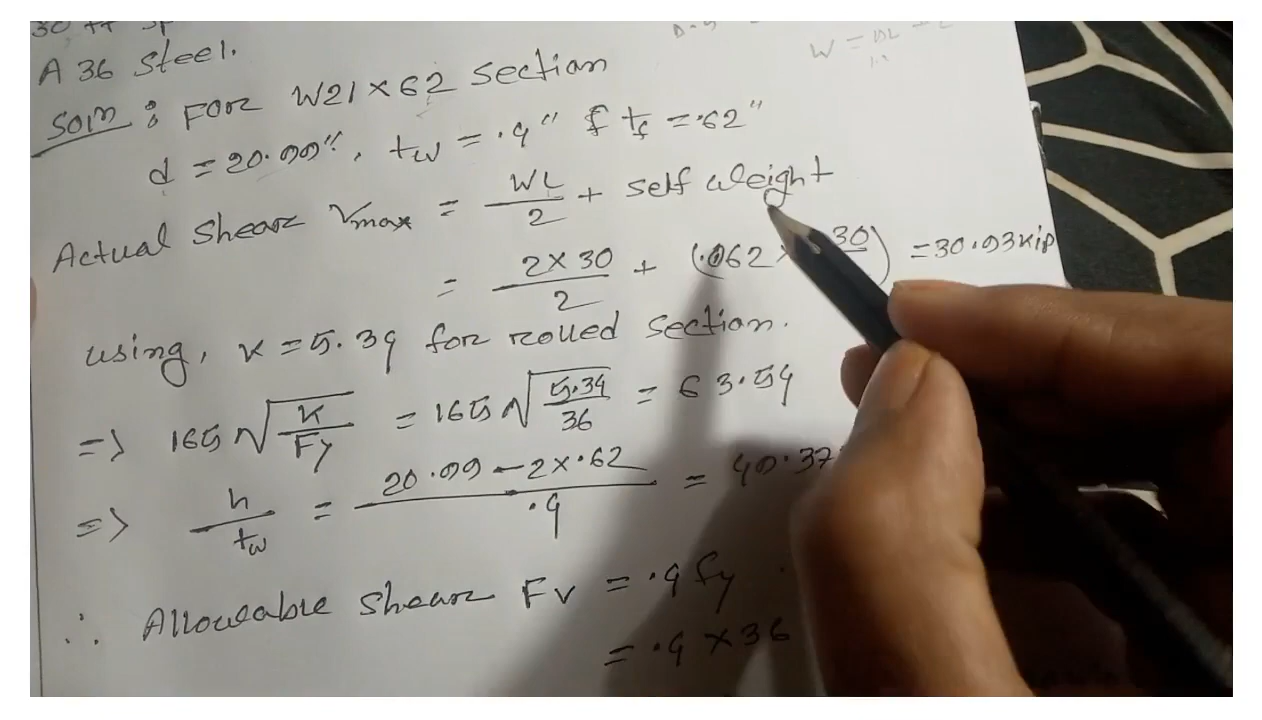 A 36 steel.
Soln : For W21×62 section
d = 20.99", tw = .4" & tf = .62"
Actual Shear Vmax = WL/2 + self weight
= 2×30/2 + (.062 × 30) = 30.93 kip
using, K = 5.34 for rolled section.
=> 165 √(K/Fy) = 165 √(5.34/36) = 63.54
=> h/tw = (20.99 – 2×.62)/.4 = 49.37
∴ Allowable shear Fv = .4 fy
= .4 × 36